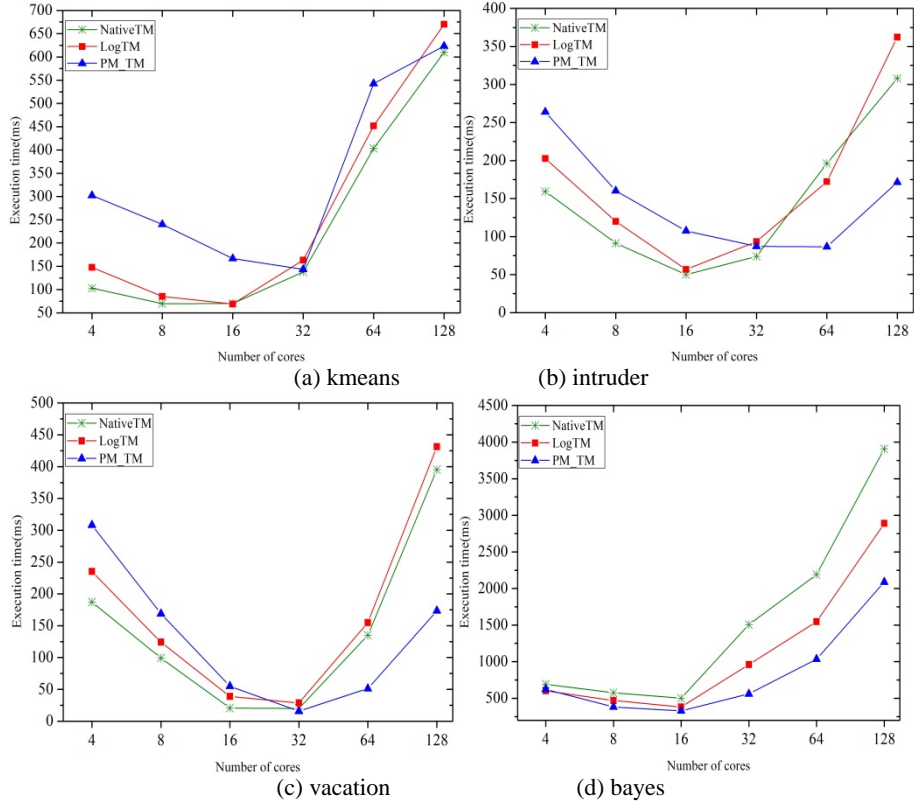 700
650
600
550
500
450
400
350
300
250
200
150
100
50
Execution time(ms)
NativeTM
LogTM
PM_TM
4 8 16 32 64 128
Number of cores
(a) kmeans
400
350
300
250
200
150
100
50
0
Execution time(ms)
NativeTM
LogTM
PM_TM
4 8 16 32 64 128
Number of cores
(b) intruder
500
450
400
350
300
250
200
150
100
50
0
Execution time(ms)
NativeTM
LogTM
PM_TM
4 8 16 32 64 128
Number of cores
(c) vacation
4500
4000
3500
3000
2500
2000
1500
1000
500
Execution time(ms)
NativeTM
LogTM
PM_TM
4 8 16 32 64 128
Number of cores
(d) bayes